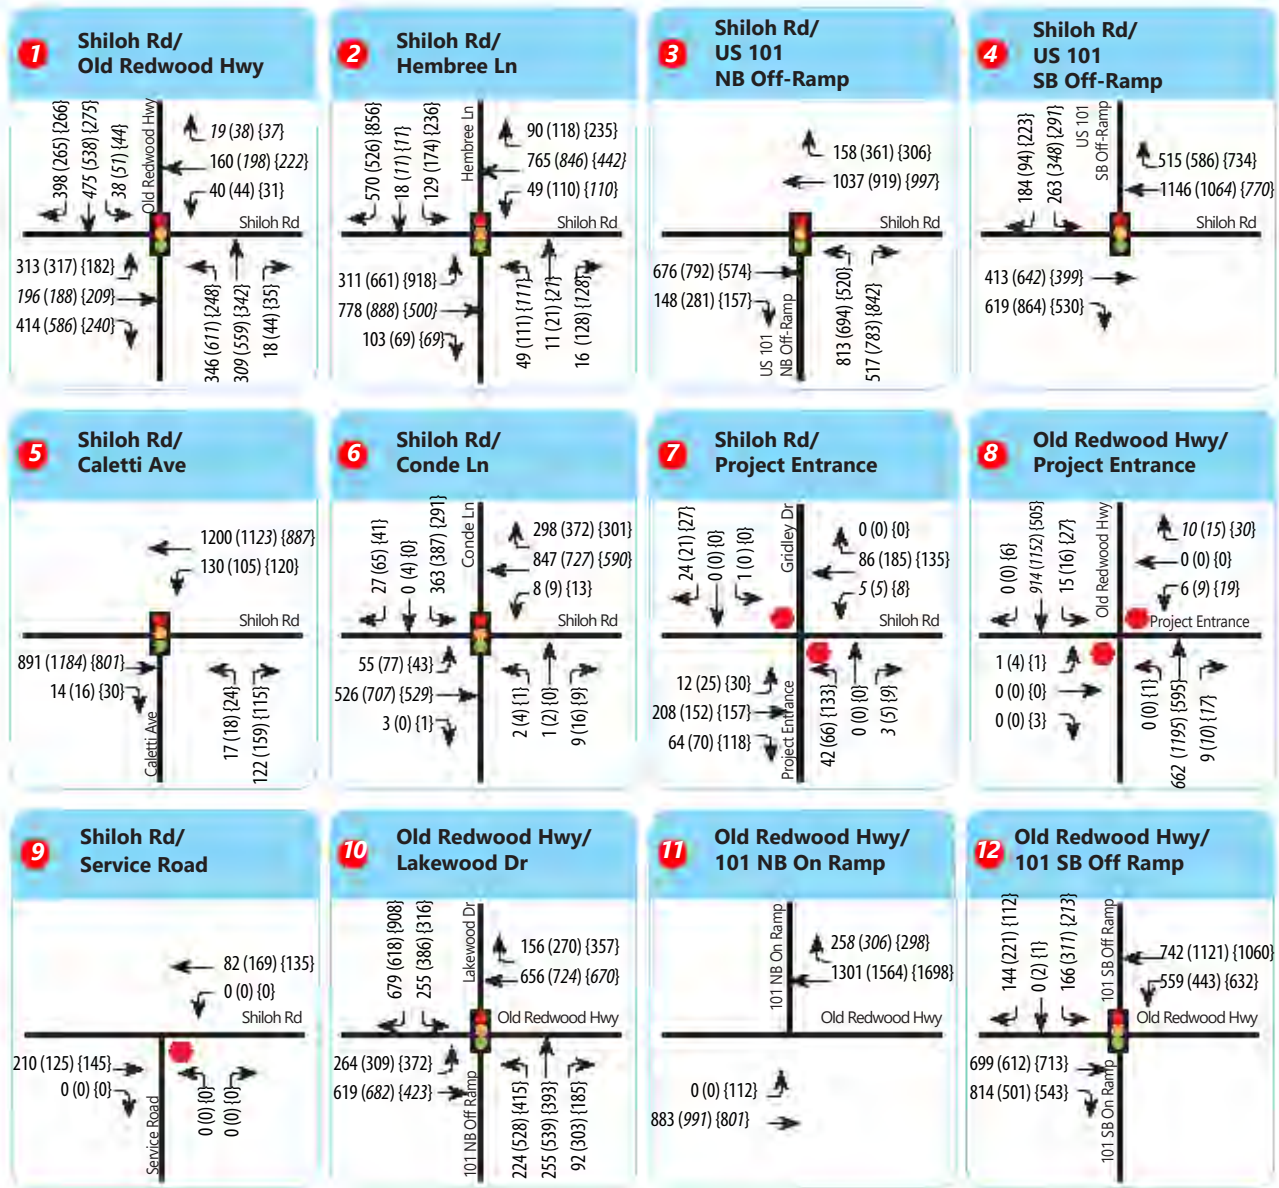 1
Shiloh Rd/
Old Redwood Hwy
398 (265) {266}
475 (538) {275}
38 (51) {44}
Old Redwood Hwy
19 (38) {37}
160 (198) {222}
40 (44) {31}
Shiloh Rd
313 (317) {182}
196 (188) {209}
414 (586) {240}
346 (611) {248}
309 (559) {342}
18 (44) {35}
2
Shiloh Rd/
Hembree Ln
570 (526) {856}
18 (11) {11}
129 (174) {236}
Hembree Ln
90 (118) {235}
765 (846) {442}
49 (110) {110}
Shiloh Rd
311 (661) {918}
778 (888) {500}
103 (69) {69}
49 (111) {111}
11 (21) {21}
16 (128) {128}
3
Shiloh Rd/
US 101
NB Off-Ramp
158 (361) {306}
1037 (919) {997}
Shiloh Rd
676 (792) {574}
148 (281) {157}
US 101
NB Off-Ramp
813 (694) {520}
517 (783) {842}
4
Shiloh Rd/
US 101
SB Off-Ramp
184 (94) {223}
263 (348) {291}
US 101
SB Off-Ramp
515 (586) {734}
1146 (1064) {770}
Shiloh Rd
413 (642) {399}
619 (864) {530}
5
Shiloh Rd/
Caletti Ave
1200 (1123) {887}
130 (105) {120}
Shiloh Rd
891 (1184) {801}
14 (16) {30}
Caletti Ave
17 (18) {24}
122 (159) {115}
6
Shiloh Rd/
Conde Ln
27 (65) {41}
0 (4) {0}
363 (387) {291}
Conde Ln
298 (372) {301}
847 (727) {590}
8 (9) {13}
Shiloh Rd
55 (77) {43}
526 (707) {529}
3 (0) {1}
2 (4) {1}
1 (2) {0}
9 (16) {9}
7
Shiloh Rd/
Project Entrance
24 (21) {27}
0 (0) {0}
1 (0 ) {0}
Gridley Dr
0 (0) {0}
86 (185) {135}
5 (5) {8}
Shiloh Rd
12 (25) {30}
208 (152) {157}
64 (70) {118}
Project Entrance
42 (66) {133}
0 (0) {0}
3 (5) {9}
8
Old Redwood Hwy/
Project Entrance
0 (0) {6}
914 (1152) {505}
15 (16) {27}
Old Redwood Hwy
10 (15) {30}
0 (0) {0}
6 (9) {19}
Project Entrance
1 (4) {1}
0 (0) {0}
0 (0) {3}
0 (0) {1}
662 (1195) {595}
9 (10) {17}
9
Shiloh Rd/
Service Road
82 (169) {135}
0 (0) {0}
Shiloh Rd
210 (125) {145}
0 (0) {0}
Service Road
0 (0) {0}
0 (0) {0}
10
Old Redwood Hwy/
Lakewood Dr
679 (618) {908}
255 (386) {316}
Lakewood Dr
156 (270) {357}
656 (724) {670}
Old Redwood Hwy
264 (309) {372}
619 (682) {423}
101 NB Off Ramp
224 (528) {415}
255 (539) {393}
92 (303) {185}
11
Old Redwood Hwy/
101 NB On Ramp
101 NB On Ramp
258 (306) {298}
1301 (1564) {1698}
Old Redwood Hwy
0 (0) {112}
883 (991) {801}
12
Old Redwood Hwy/
101 SB Off Ramp
144 (221) {112}
0 (2) {1}
166 (311) {213}
101 SB Off Ramp
742 (1121) {1060}
559 (443) {632}
Old Redwood Hwy
699 (612) {713}
814 (501) {543}
101 SB On Ramp